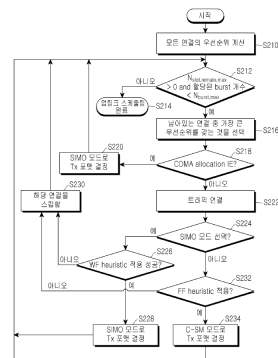 시작
모든 연결의 우선순위 계산
S210
S212
N slot,remain,max
> 0 and 할당된 burst 개수
< N burst,max
아니오
업링크 스케줄링
완료
S214
예
남아있는 연결 중 가장 큰
우선순위를 갖는 것을 선택
S216
S218
CDMA allocation IE?
예
S220
SIMO 모드로
Tx 포맷 결정
아니오
트래픽 연결
S222
S230
해당 연결을
스킵함
S224
SIMO 모드 선택?
예
아니오
S226
WF heuristic 적용 성공?
아니오
예
S232
FF heuristic 적용?
아니오
예
S228
SIMO 모드로
Tx 포맷 결정
S234
C-SM 모드로
Tx 포맷 결정